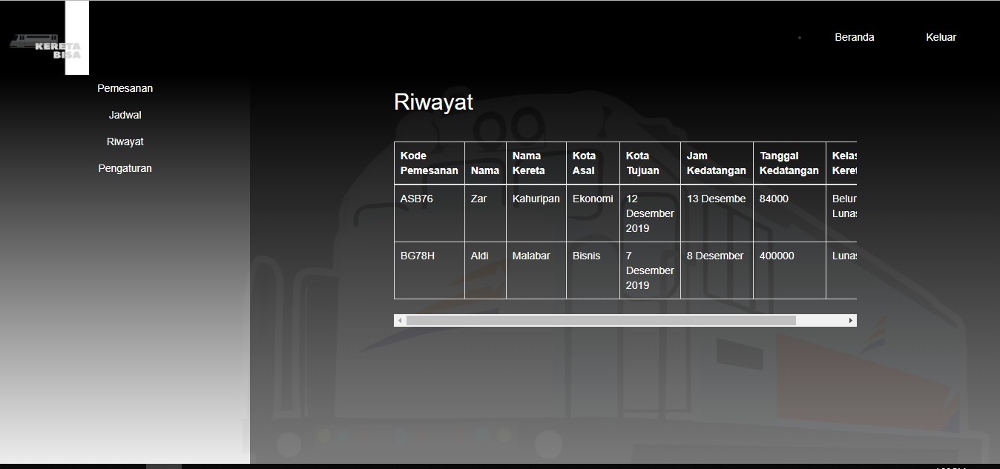 KERETA
BISA
Beranda
Keluar
Pemesanan
Jadwal
Riwayat
Pengaturan
Riwayat
Kode Pemesanan
Nama
Nama Kereta
Kota Asal
Kota Tujuan
Jam Kedatangan
Tanggal Kedatangan
Kelas Keret
ASB76
Zar
Kahuripan
Ekonomi
12 Desember 2019
13 Desembe
84000
Belum Lunas
BG78H
Aldi
Malabar
Bisnis
7 Desember 2019
8 Desember
400000
Lunas